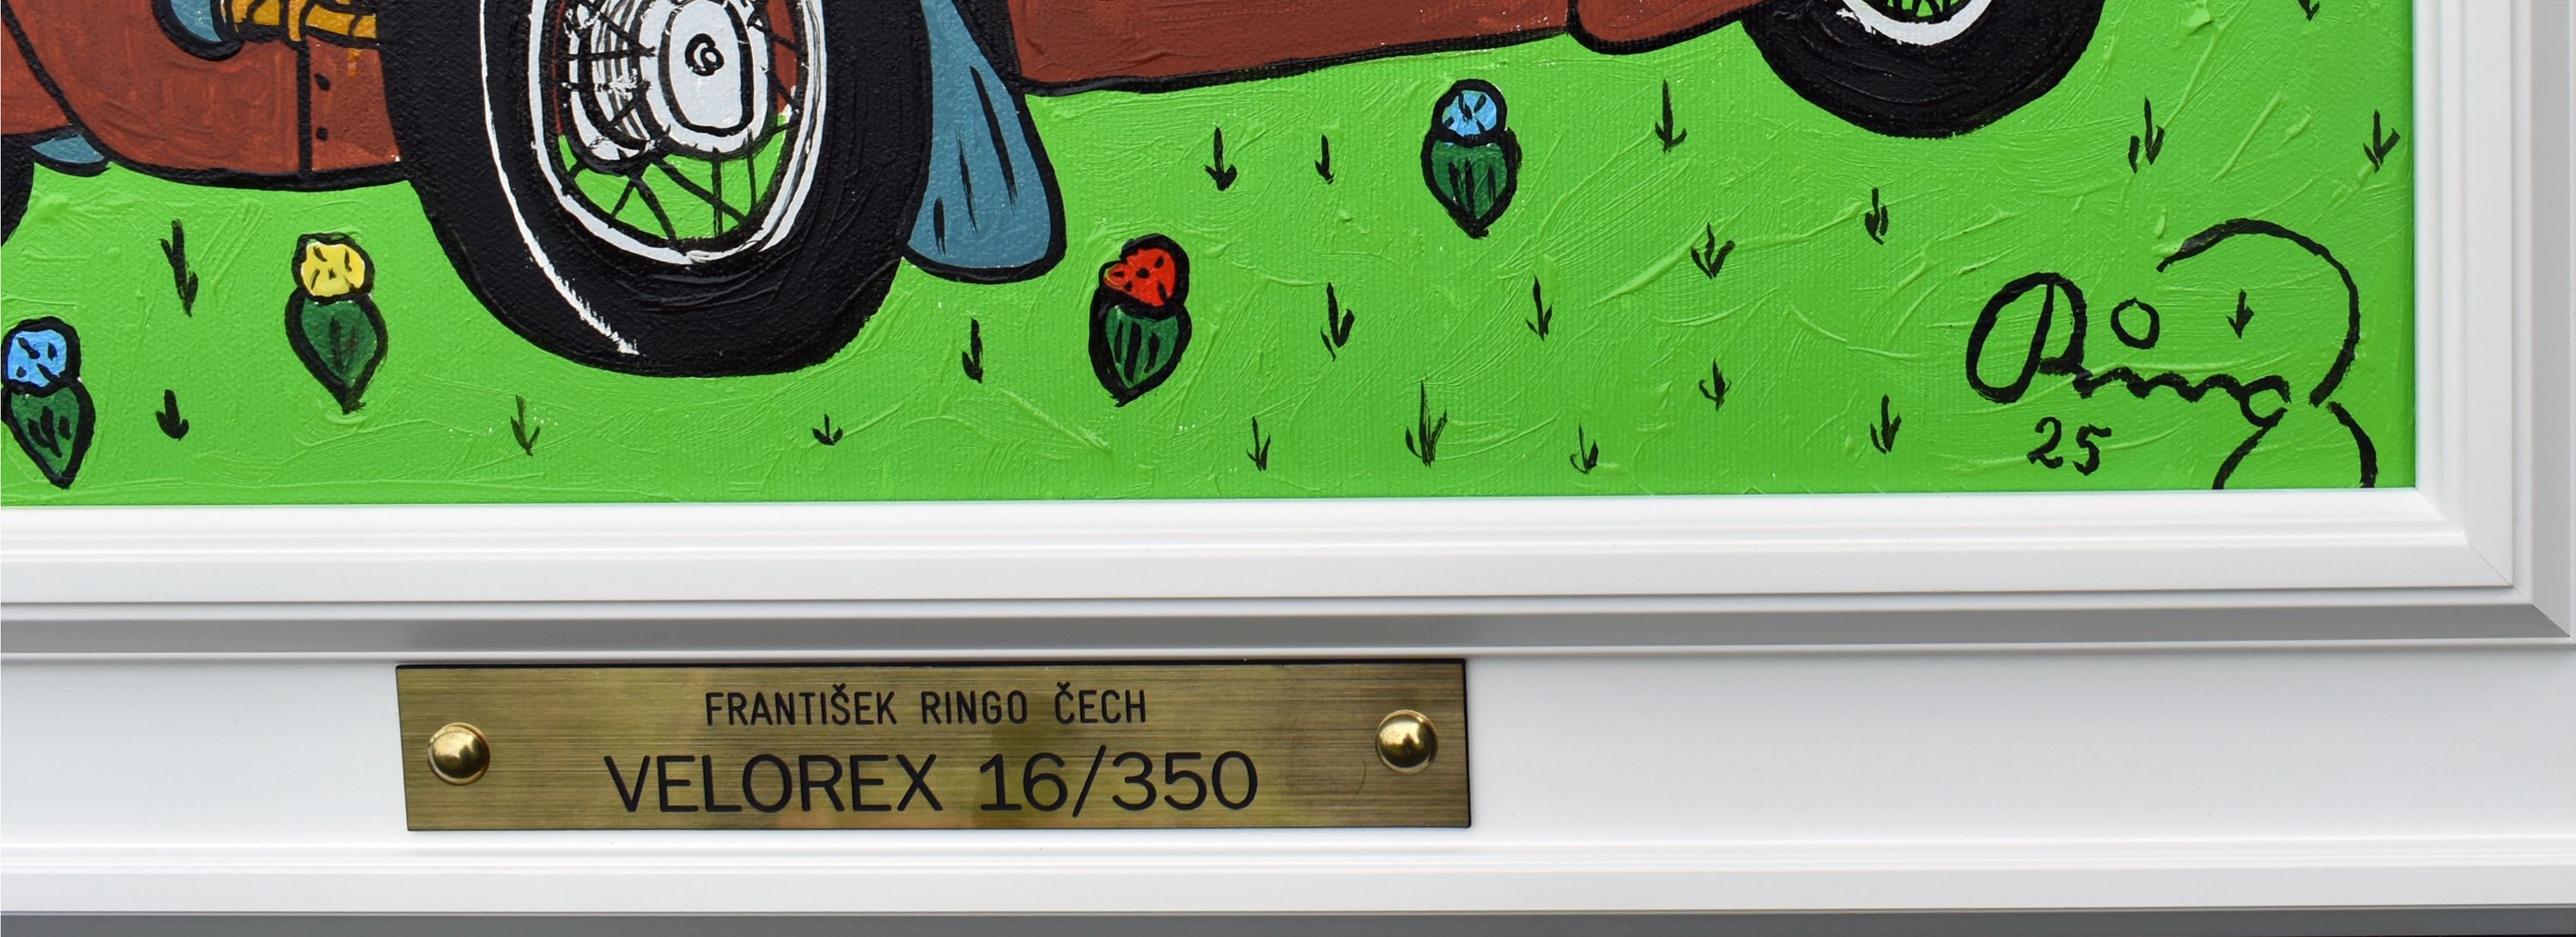 Ringo
25
FRANTIŠEK RINGO ČECH
VELOREX 16/350